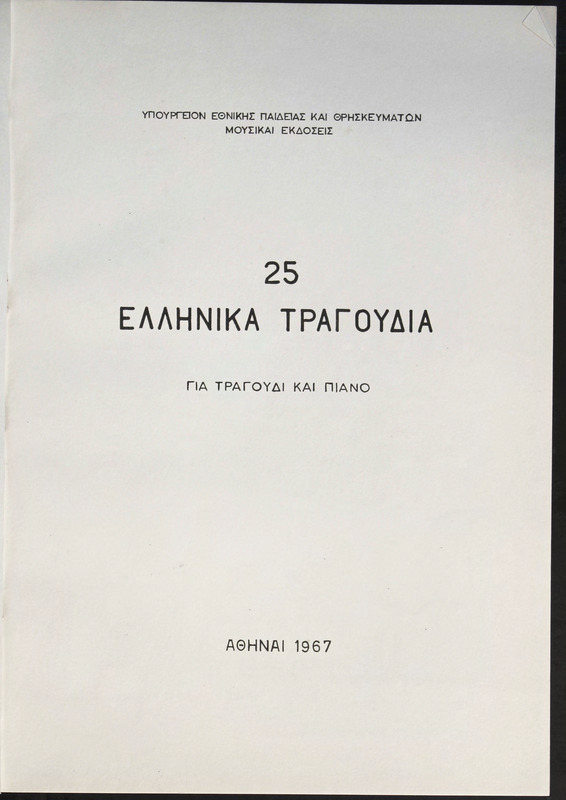 ΥΠΟΥΡΓΕΙΟΝ ΕΘΝΙΚΗΣ ΠΑΙΔΕΙΑΣ ΚΑΙ ΘΡΗΣΚΕΥΜΑΤΩΝ
ΜΟΥΣΙΚΑΙ ΕΚΔΟΣΕΙΣ
25
ΕΛΛΗΝΙΚΑ ΤΡΑΓΟΥΔΙΑ
ΓΙΑ ΤΡΑΓΟΥΔΙ ΚΑΙ ΠΙΑΝΟ
ΑΘΗΝΑΙ 1967